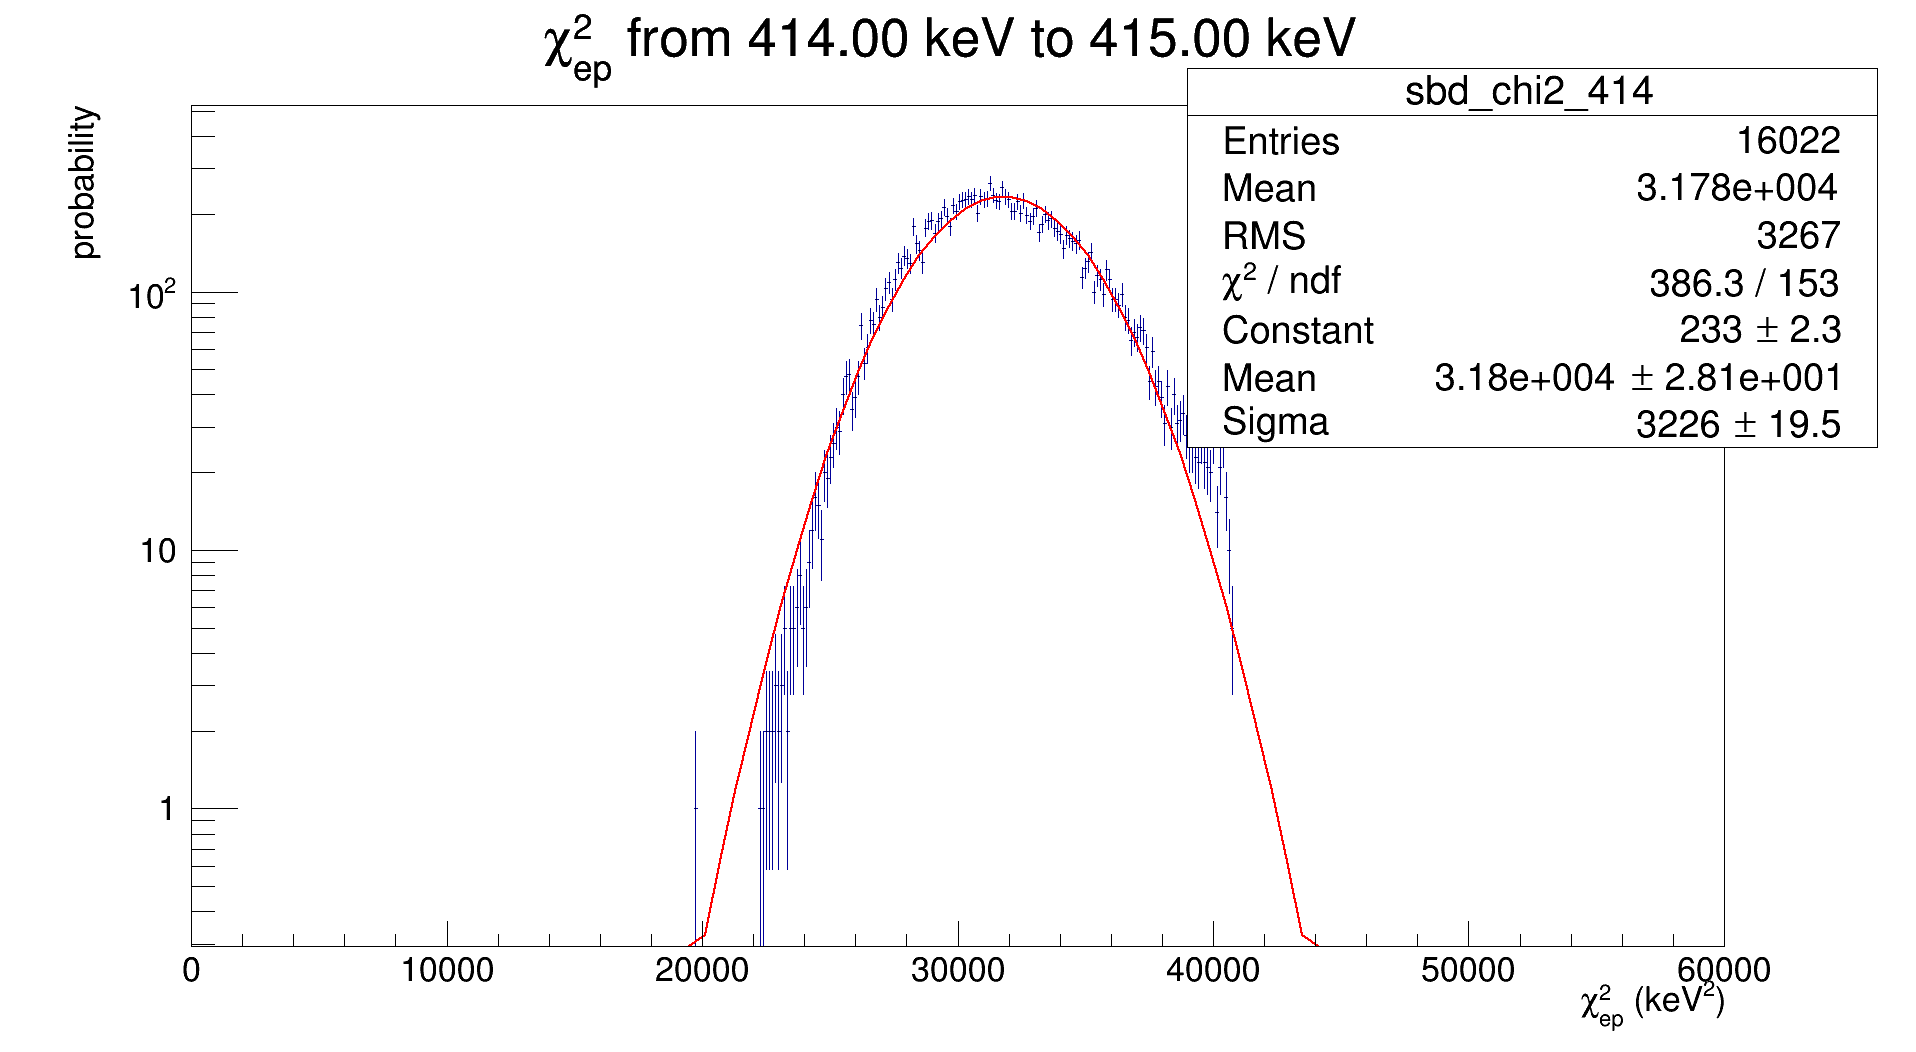 χ²ep from 414.00 keV to 415.00 keV
probability
sbd_chi2_414
Entries 16022
Mean 3.178e+004
RMS 3267
χ² / ndf 386.3 / 153
Constant 233 ± 2.3
Mean 3.18e+004 ± 2.81e+001
Sigma 3226 ± 19.5
10²
10
1
0 10000 20000 30000 40000 50000 60000
χ²ep (keV²)